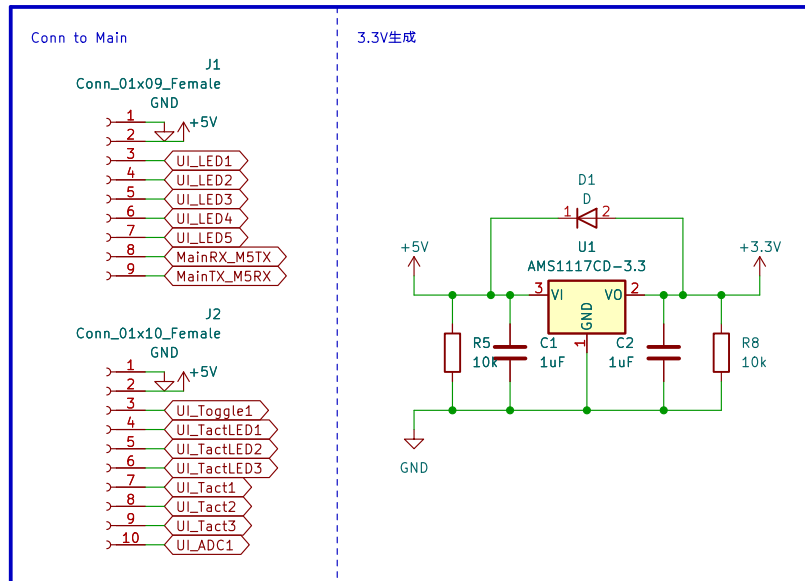 Conn to Main
J1
Conn_01x09_Female
GND
1
+5V
2
3 UI_LED1
4 UI_LED2
5 UI_LED3
6 UI_LED4
7 UI_LED5
8 MainRX_M5TX
9 MainTX_M5RX
J2
Conn_01x10_Female
GND
1
+5V
2
3 UI_Toggle1
4 UI_TactLED1
5 UI_TactLED2
6 UI_TactLED3
7 UI_Tact1
8 UI_Tact2
9 UI_Tact3
10 UI_ADC1
3.3V生成
D1
D
1 2
U1
+5V +3.3V
AMS1117CD-3.3
3 VI VO 2
GND
1
R5 C1 C2 R8
10k 1uF 1uF 10k
GND